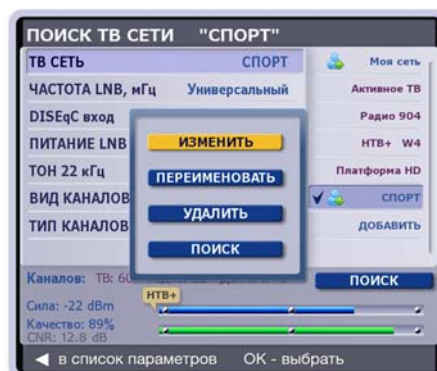 ПОИСК ТВ СЕТИ "СПОРТ"
ТВ СЕТЬ СПОРТ
ЧАСТОТА LNB, мГц Универсальный
DISEqC вход
ПИТАНИЕ LNB
ТОН 22 кГц
ВИД КАНАЛОВ
ТИП КАНАЛОВ
ИЗМЕНИТЬ
ПЕРЕИМЕНОВАТЬ
УДАЛИТЬ
ПОИСК
Моя сеть
Активное ТВ
Радио 904
НТВ+ W4
Платформа HD
СПОРТ
ДОБАВИТЬ
Каналов: ТВ:
ПОИСК
НТВ+
Сила: -22 dBm
Качество: 89%
CNR: 12.8 dB
в список параметров OK - выбрать